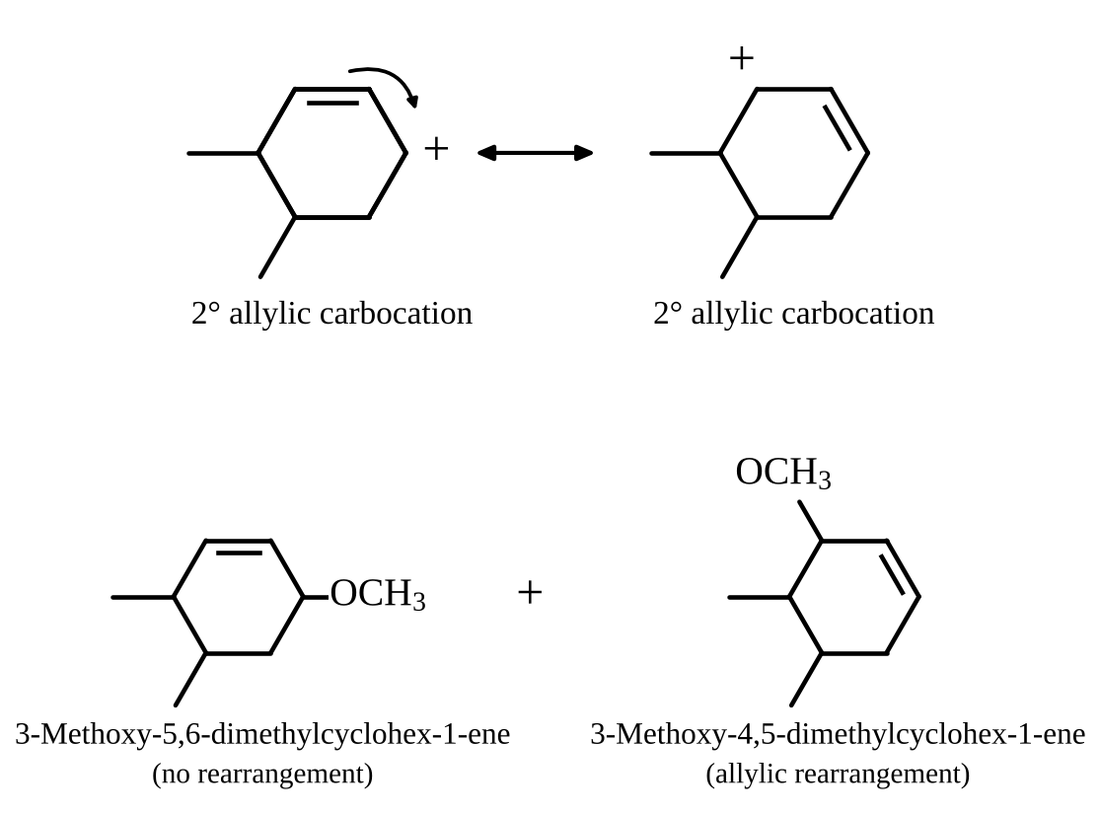 +
+
2° allylic carbocation 2° allylic carbocation
OCH₃
OCH₃ +
3-Methoxy-5,6-dimethylcyclohex-1-ene 3-Methoxy-4,5-dimethylcyclohex-1-ene
(no rearrangement) (allylic rearrangement)